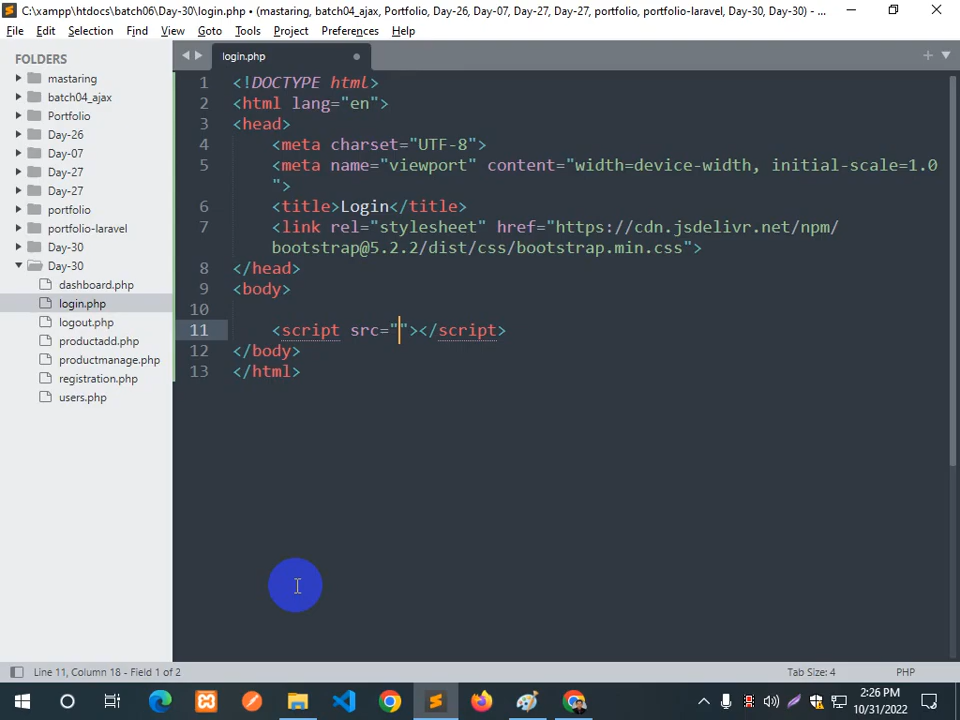 C:\xampp\htdocs\batch06\Day-30\login.php • (mastaring, batch04_ajax, Portfolio, Day-26, Day-07, Day-27, Day-27, portfolio, portfolio-laravel, Day-30, Day-30) - ...
File Edit Selection Find View Goto Tools Project Preferences Help
FOLDERS
mastaring
batch04_ajax
Portfolio
Day-26
Day-07
Day-27
Day-27
portfolio
portfolio-laravel
Day-30
Day-30
dashboard.php
login.php
logout.php
productadd.php
productmanage.php
registration.php
users.php
login.php
1 <!DOCTYPE html>
2 <html lang="en">
3 <head>
4 <meta charset="UTF-8">
5 <meta name="viewport" content="width=device-width, initial-scale=1.0
">
6 <title>Login</title>
7 <link rel="stylesheet" href="https://cdn.jsdelivr.net/npm/
bootstrap@5.2.2/dist/css/bootstrap.min.css">
8 </head>
9 <body>
10
11 <script src=""></script>
12 </body>
13 </html>
Line 11, Column 18 - Field 1 of 2 Tab Size: 4 PHP
2:26 PM
10/31/2022